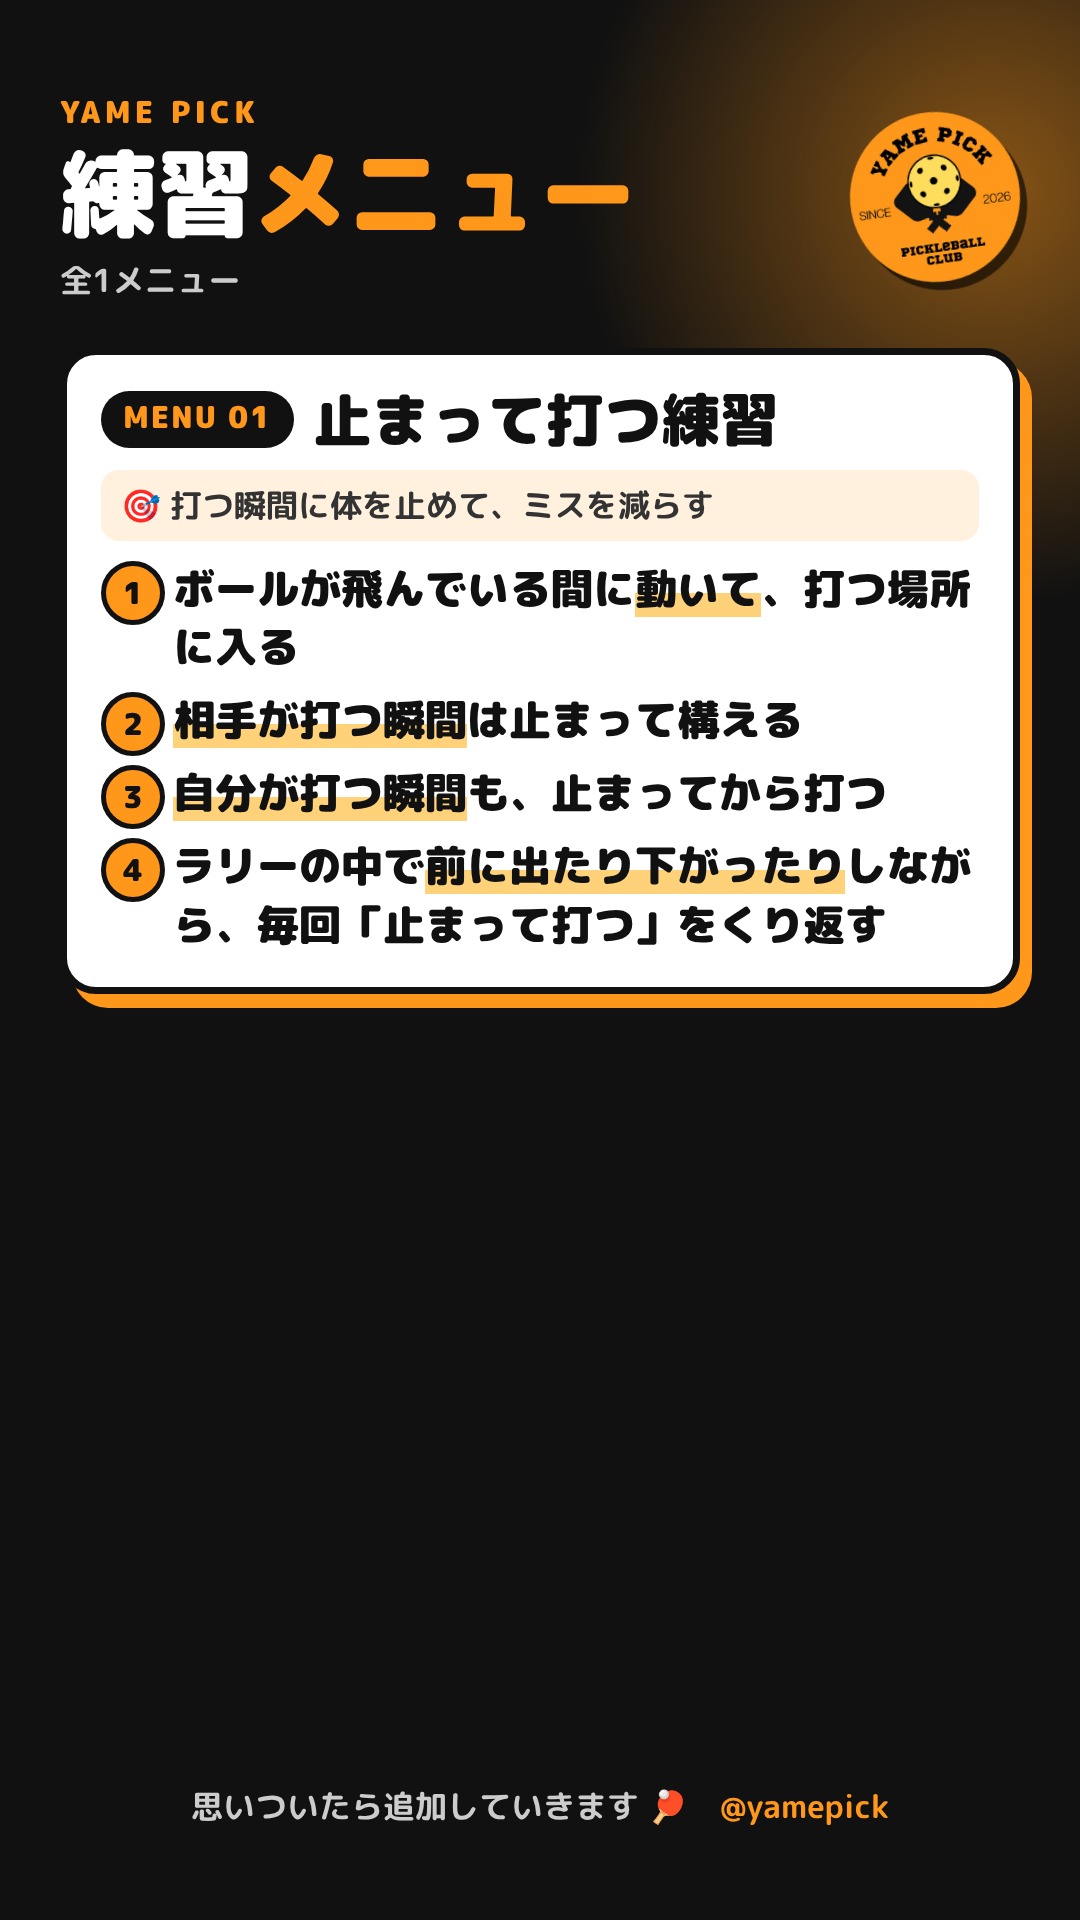 YAME PICK
練習メニュー
全1メニュー
YAME PICK
SINCE
2026
PICKLEBALL
CLUB
MENU 01 止まって打つ練習
🎯 打つ瞬間に体を止めて、ミスを減らす
1 ボールが飛んでいる間に動いて、打つ場所
に入る
2 相手が打つ瞬間は止まって構える
3 自分が打つ瞬間も、止まってから打つ
4 ラリーの中で前に出たり下がったりしなが
ら、毎回「止まって打つ」をくり返す
思いついたら追加していきます 🏓 @yamepick